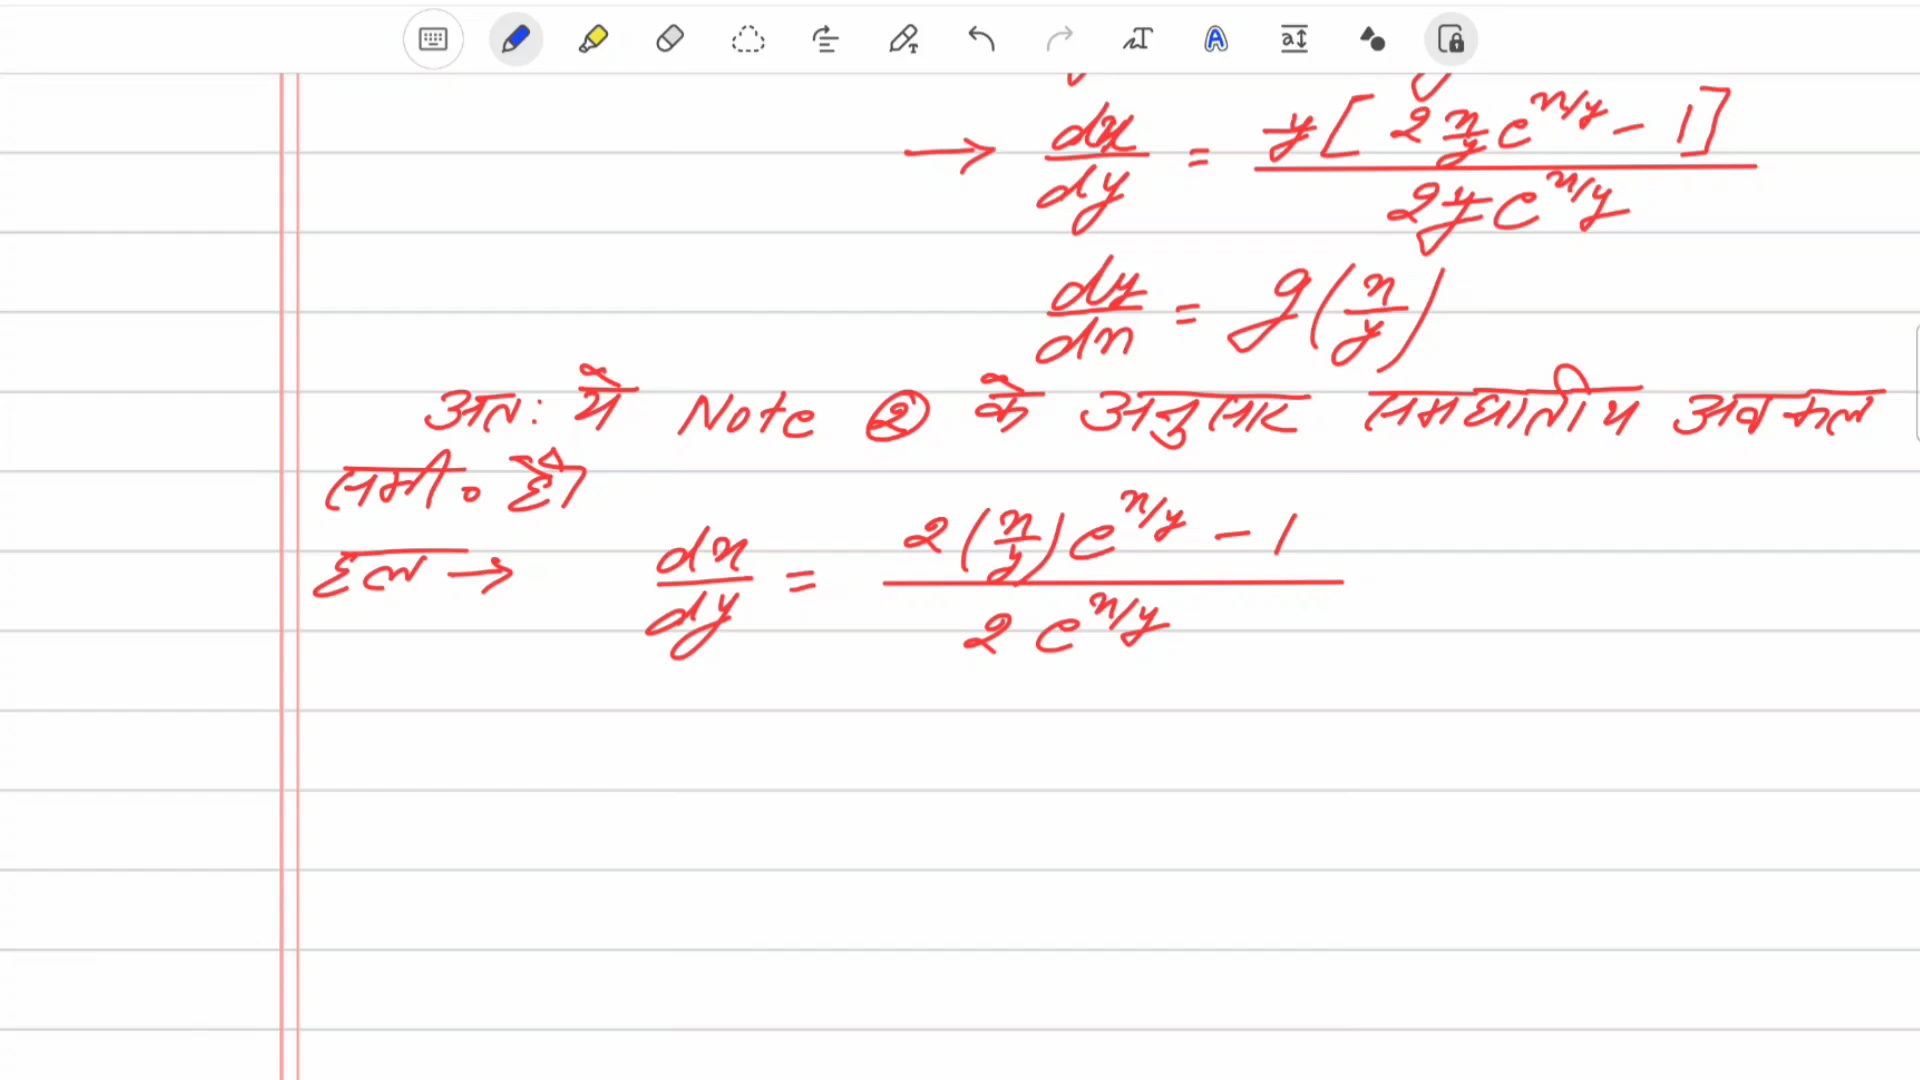 → dx/dy = y[ 2 x/y e^{x/y} - 1 ] / 2y e^{x/y}
dy/dx = g(x/y)
अतः ये Note ② के अनुसार समघातीय अवकल
समी० है।
हल → dx/dy = 2(x/y) e^{x/y} - 1 / 2 e^{x/y}